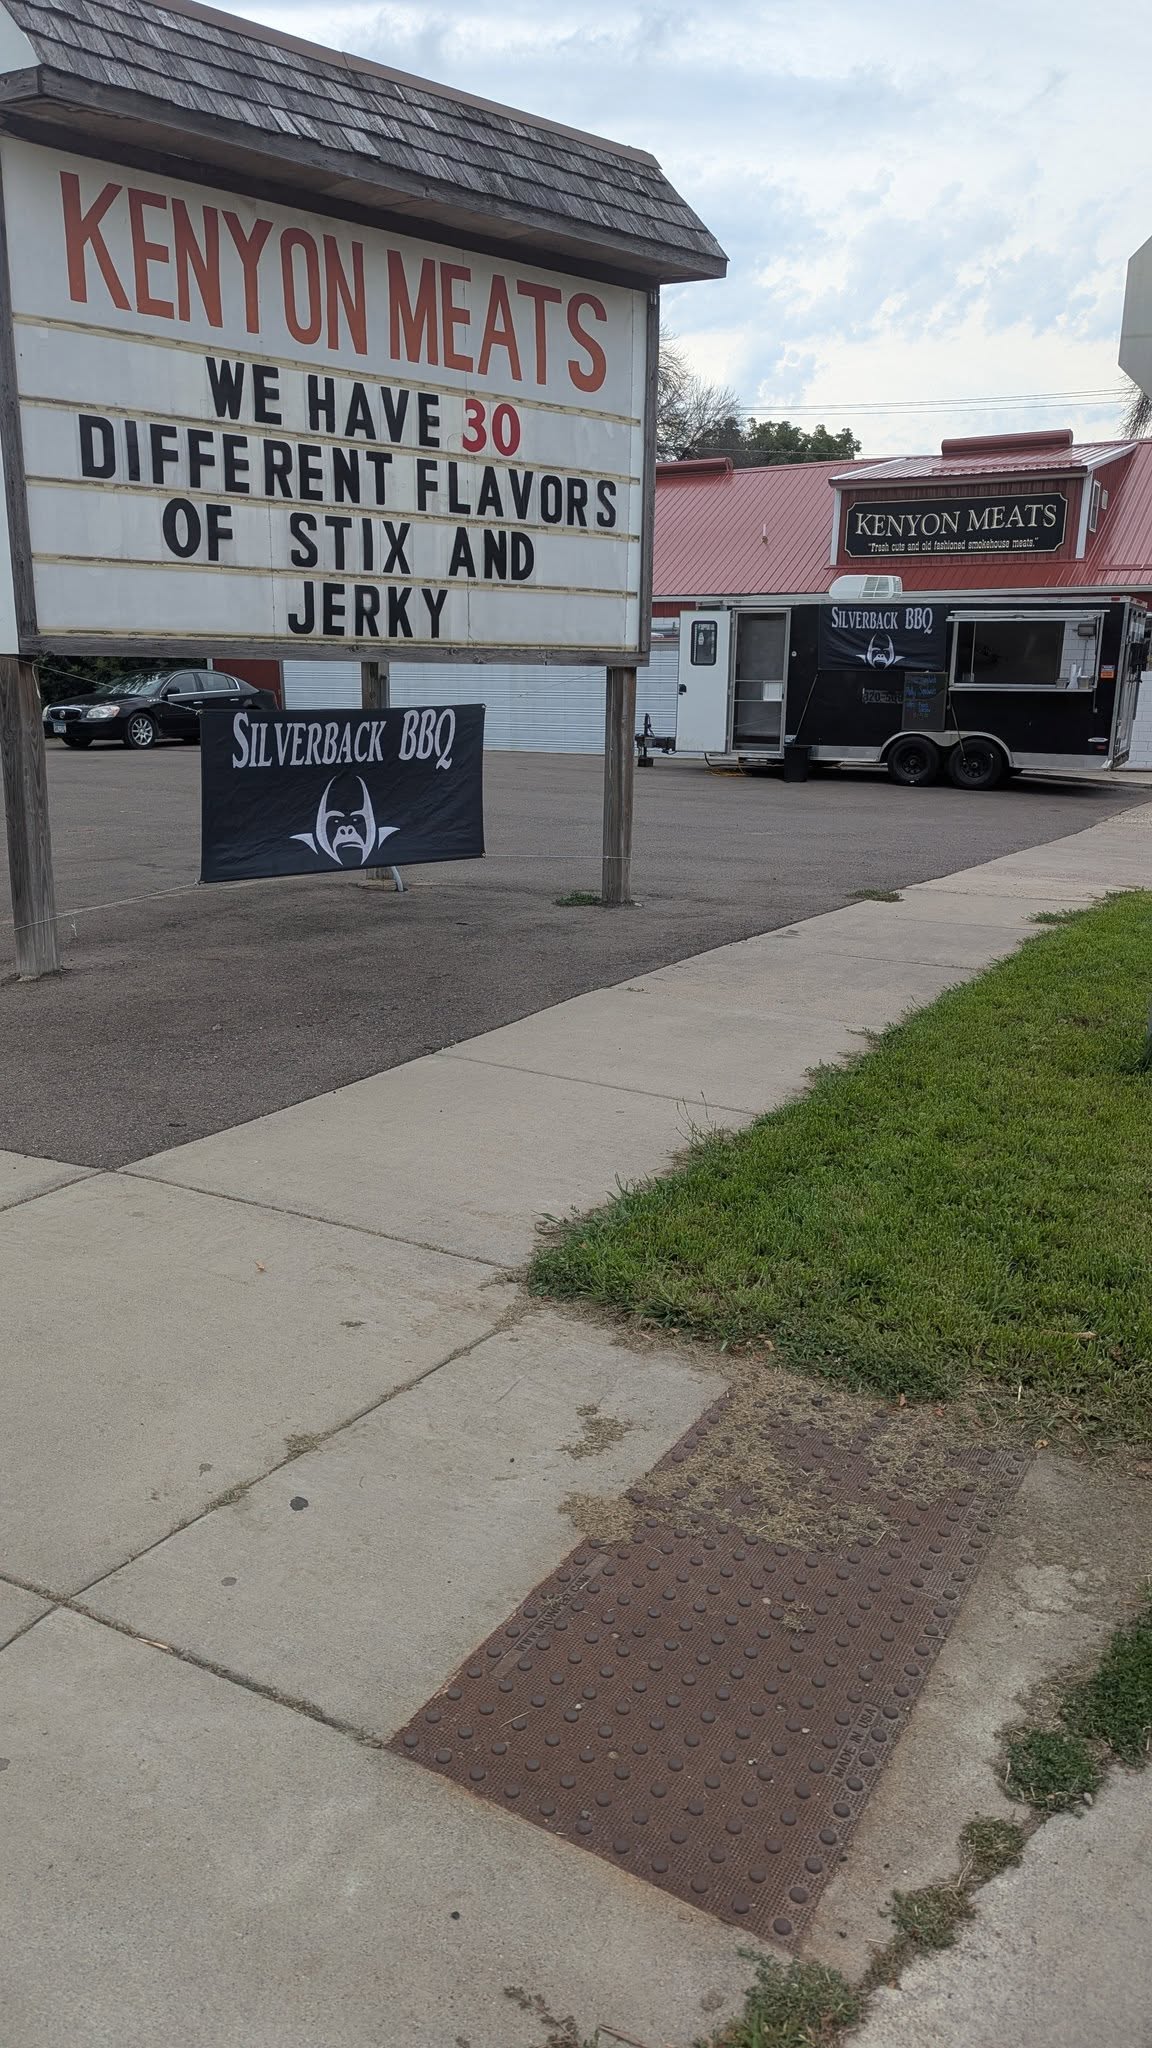 KENYON MEATS
WE HAVE 30
DIFFERENT FLAVORS
OF STIX AND
JERKY
SILVERBACK BBQ
KENYON MEATS
"Fresh cuts and old fashioned smokehouse meats."
SILVERBACK BBQ
MADE IN USA